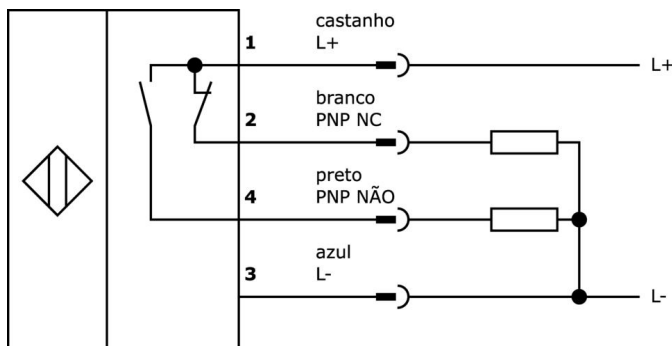 castanho
1 L+
L+
branco
2 PNP NC
preto
4 PNP NÃO
azul
3 L-
L-